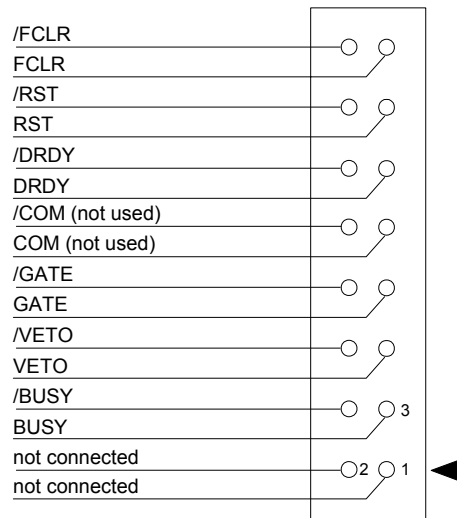 /FCLR
FCLR
/RST
RST
/DRDY
DRDY
/COM (not used)
COM (not used)
/GATE
GATE
/VETO
VETO
/BUSY
BUSY
3
not connected
2 1
not connected